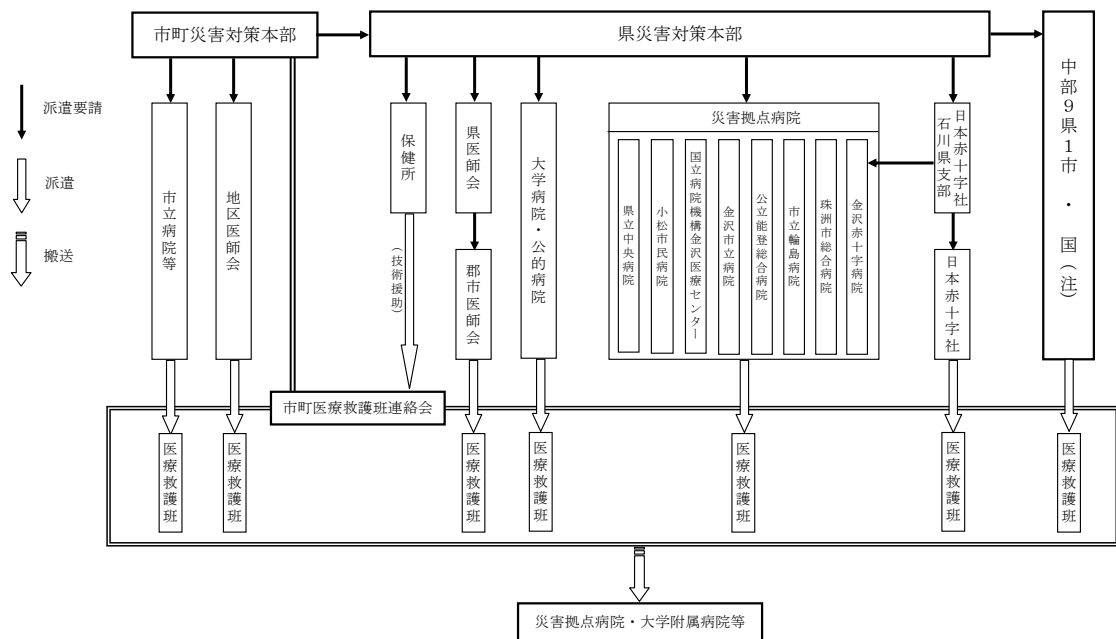 市町災害対策本部
県災害対策本部
中部9県1市・国(注)
派遣要請
派遣
搬送
市立病院等
地区医師会
保健所
(技術援助)
県医師会
郡市医師会
大学病院・公的病院
災害拠点病院
県立中央病院
小松市民病院
国立病院機構金沢医療センター
金沢市立病院
公立能登総合病院
市立輪島病院
珠洲市総合病院
金沢赤十字病院
日本赤十字社
石川県支部
日本赤十字社
市町医療救護班連絡会
医療救護班
医療救護班
医療救護班
医療救護班
医療救護班
医療救護班
医療救護班
災害拠点病院・大学附属病院等